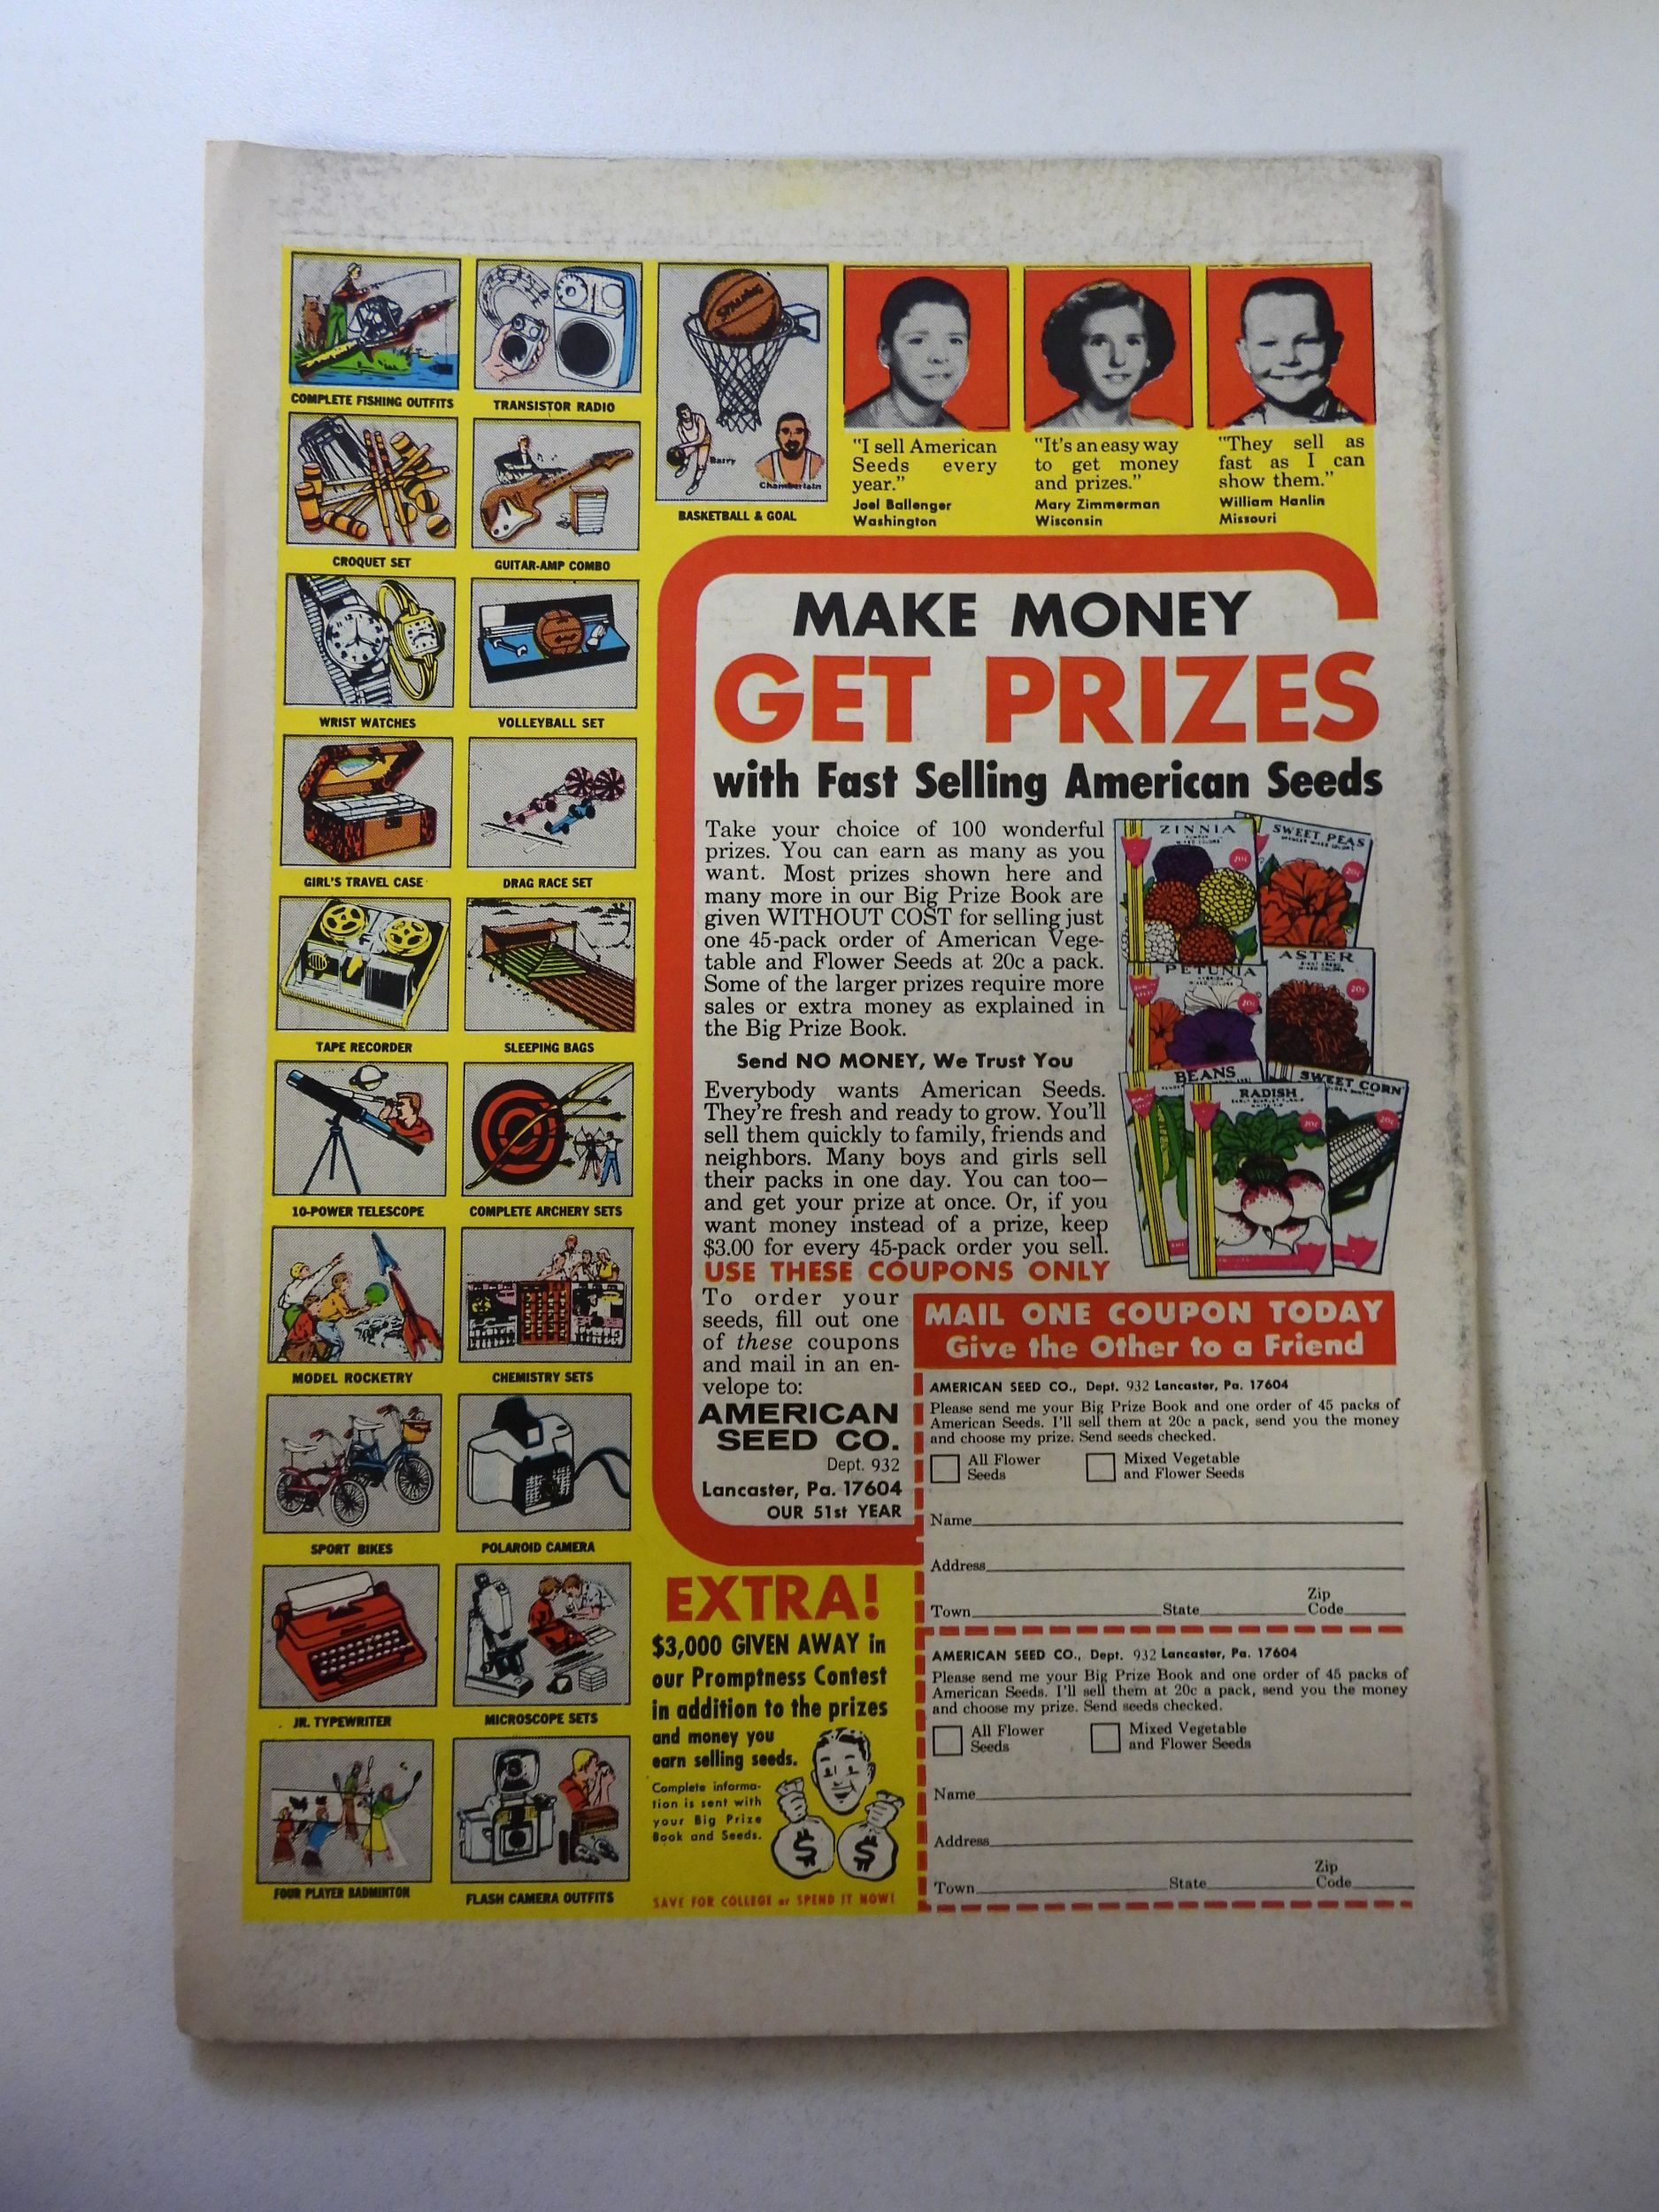 COMPLETE FISHING OUTFITS
TRANSISTOR RADIO
SPALDING
Barry
Chamberlain
BASKETBALL & GOAL
CROQUET SET
GUITAR-AMP COMBO
WRIST WATCHES
VOLLEYBALL SET
GIRL'S TRAVEL CASE
DRAG RACE SET
TAPE RECORDER
SLEEPING BAGS
10-POWER TELESCOPE
COMPLETE ARCHERY SETS
MODEL ROCKETRY
CHEMISTRY SETS
SPORT BIKES
POLAROID CAMERA
JR. TYPEWRITER
MICROSCOPE SETS
FOUR PLAYER BADMINTON
FLASH CAMERA OUTFITS
"I sell American
Seeds every
year."
Joel Ballenger
Washington
"It's an easy way
to get money
and prizes."
Mary Zimmerman
Wisconsin
"They sell as
fast as I can
show them."
William Hanlin
Missouri
MAKE MONEY
GET PRIZES
with Fast Selling American Seeds
Take your choice of 100 wonderful
prizes. You can earn as many as you
want. Most prizes shown here and
many more in our Big Prize Book are
given WITHOUT COST for selling just
one 45-pack order of American Vege-
table and Flower Seeds at 20c a pack.
Some of the larger prizes require more
sales or extra money as explained in
the Big Prize Book.
Send NO MONEY, We Trust You
Everybody wants American Seeds.
They're fresh and ready to grow. You'll
sell them quickly to family, friends and
neighbors. Many boys and girls sell
their packs in one day. You can too—
and get your prize at once. Or, if you
want money instead of a prize, keep
$3.00 for every 45-pack order you sell.
USE THESE COUPONS ONLY
To order your
seeds, fill out one
of these coupons
and mail in an en-
velope to:
AMERICAN
SEED CO.
Dept. 932
Lancaster, Pa. 17604
OUR 51st YEAR
ZINNIA
MIXED COLORS
20¢
SWEET PEAS
MIXED COLORS
20¢
PETUNIA
MIXED COLORS
20¢
ASTER
MIXED COLORS
20¢
BEANS
RADISH
20¢
SWEET CORN
20¢
MAIL ONE COUPON TODAY
Give the Other to a Friend
AMERICAN SEED CO., Dept. 932 Lancaster, Pa. 17604
Please send me your Big Prize Book and one order of 45 packs of
American Seeds. I'll sell them at 20c a pack, send you the money
and choose my prize. Send seeds checked.
All Flower
Seeds
Mixed Vegetable
and Flower Seeds
Name
Address
Town State Zip
Code
AMERICAN SEED CO., Dept. 932 Lancaster, Pa. 17604
Please send me your Big Prize Book and one order of 45 packs of
American Seeds. I'll sell them at 20c a pack, send you the money
and choose my prize. Send seeds checked.
All Flower
Seeds
Mixed Vegetable
and Flower Seeds
Name
Address
Town State Zip
Code
EXTRA!
$3,000 GIVEN AWAY in
our Promptness Contest
in addition to the prizes
and money you
earn selling seeds.
Complete informa-
tion is sent with
your Big Prize
Book and Seeds.
$ $
SAVE FOR COLLEGE or SPEND IT NOW!